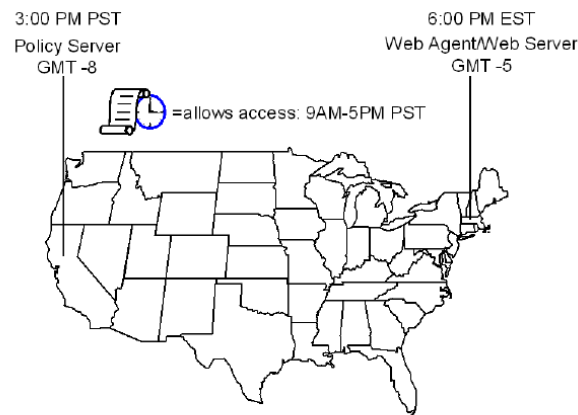 3:00 PM PST
Policy Server
GMT -8
6:00 PM EST
Web Agent/Web Server
GMT -5
=allows access: 9AM-5PM PST